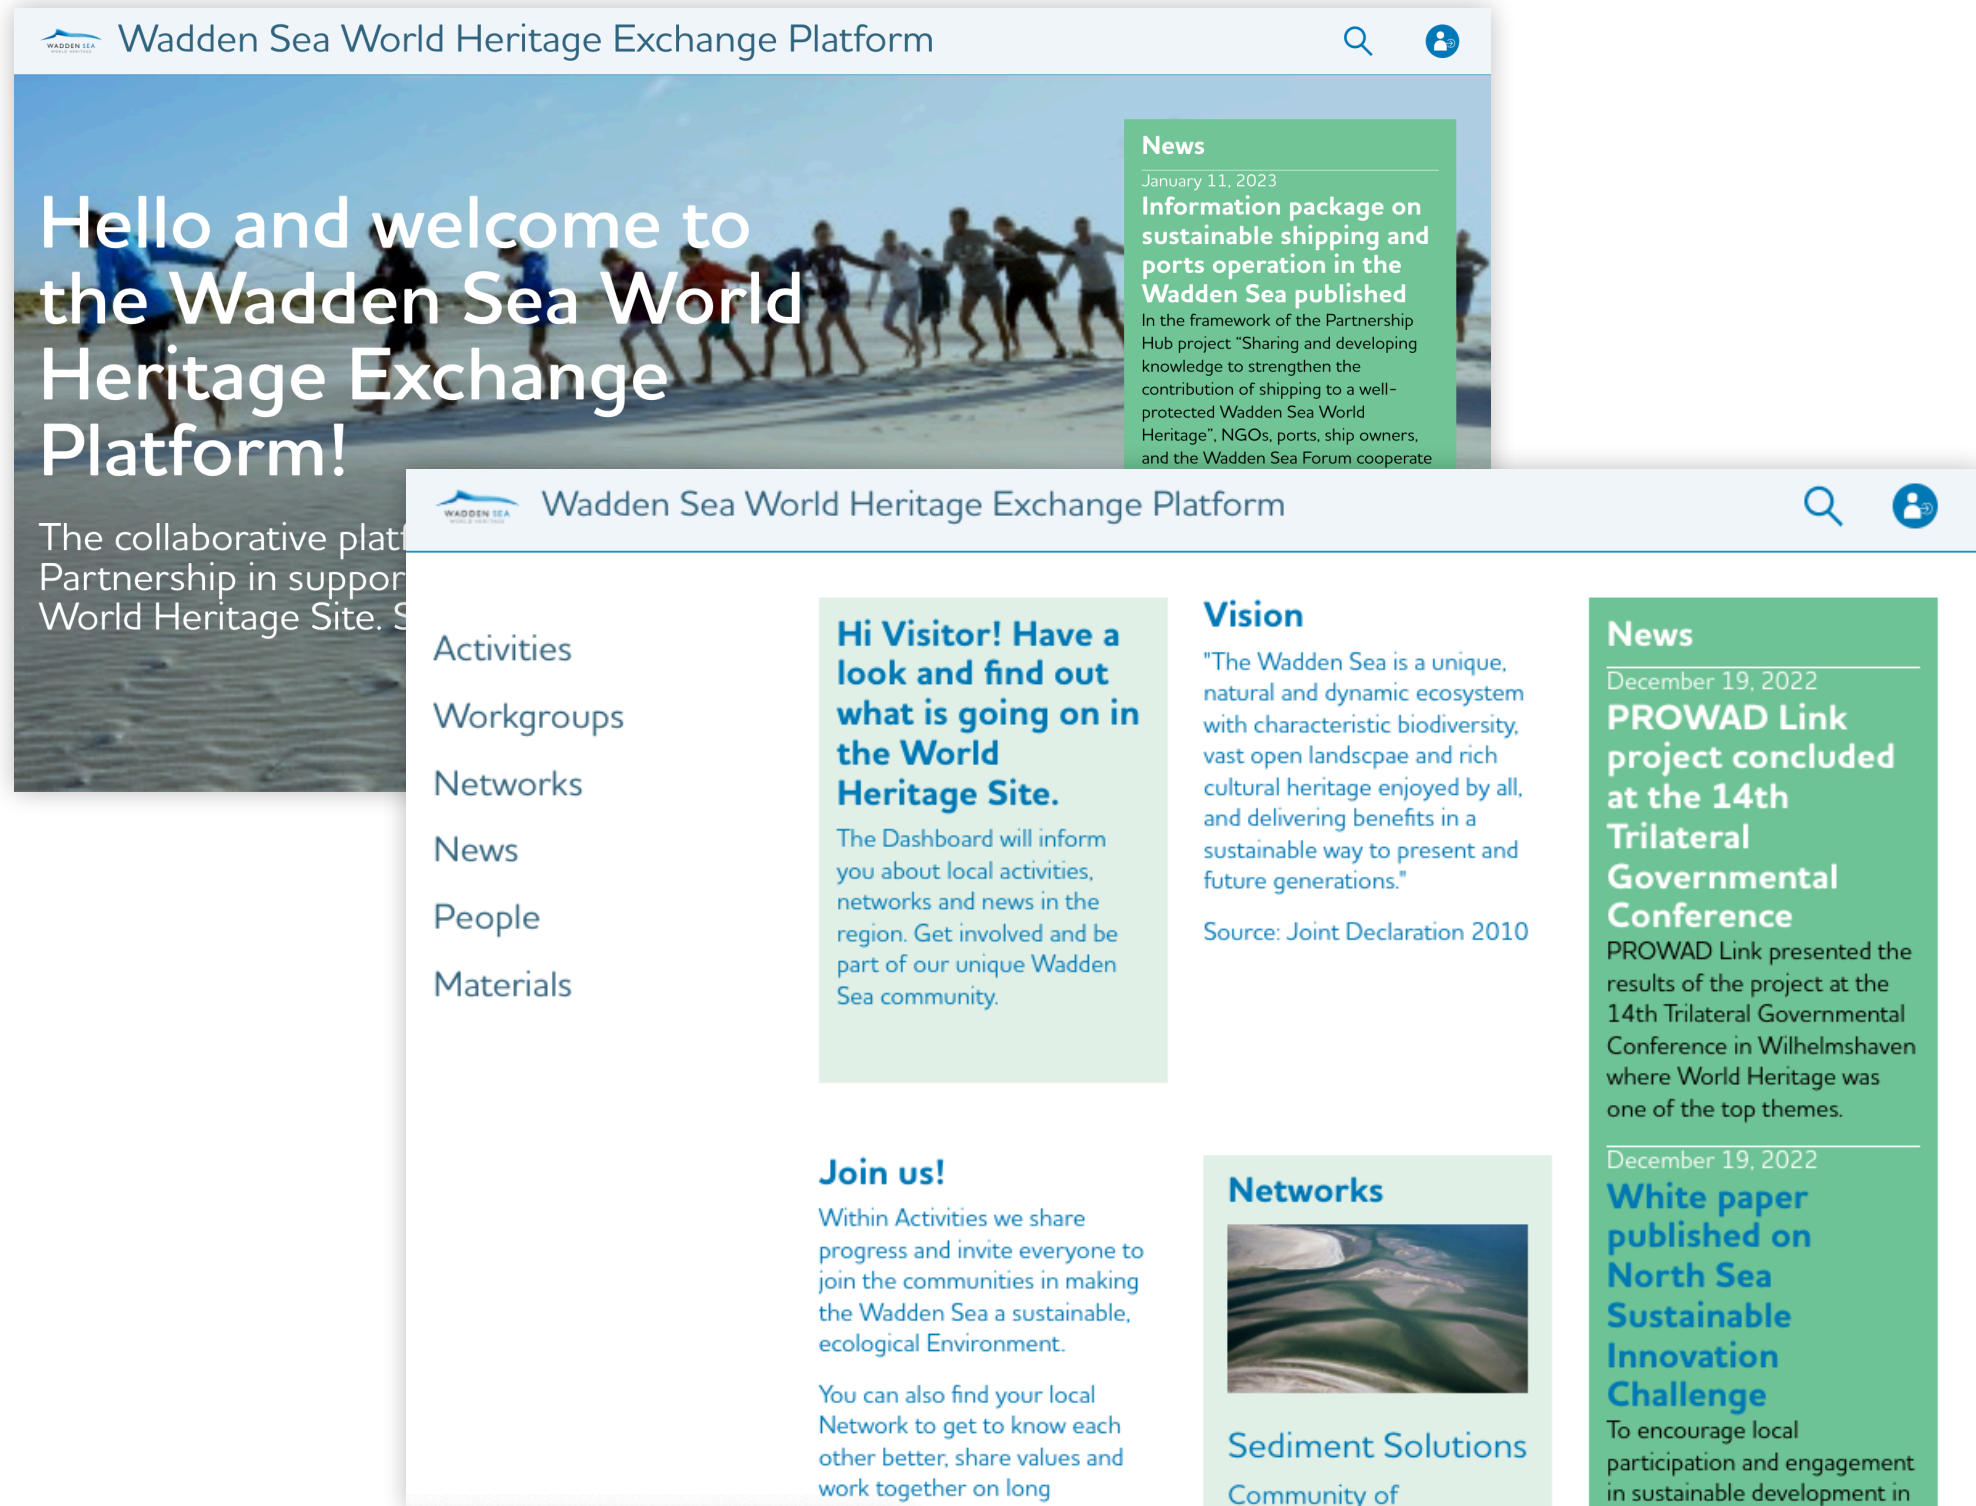 WADDEN SEA
WORLD HERITAGE
Wadden Sea World Heritage Exchange Platform
Hello and welcome to
the Wadden Sea World
Heritage Exchange
Platform!
The collaborative platf
Partnership in suppor
World Heritage Site. S
News
January 11, 2023
Information package on
sustainable shipping and
ports operation in the
Wadden Sea published
In the framework of the Partnership
Hub project “Sharing and developing
knowledge to strengthen the
contribution of shipping to a well-
protected Wadden Sea World
Heritage”, NGOs, ports, ship owners,
and the Wadden Sea Forum cooperate
WADDEN SEA
WORLD HERITAGE
Wadden Sea World Heritage Exchange Platform
Activities
Workgroups
Networks
News
People
Materials
Hi Visitor! Have a
look and find out
what is going on in
the World
Heritage Site.
The Dashboard will inform
you about local activities,
networks and news in the
region. Get involved and be
part of our unique Wadden
Sea community.
Vision
"The Wadden Sea is a unique,
natural and dynamic ecosystem
with characteristic biodiversity,
vast open landscpae and rich
cultural heritage enjoyed by all,
and delivering benefits in a
sustainable way to present and
future generations."
Source: Joint Declaration 2010
Join us!
Within Activities we share
progress and invite everyone to
join the communities in making
the Wadden Sea a sustainable,
ecological Environment.
You can also find your local
Network to get to know each
other better, share values and
work together on long
Networks
Sediment Solutions
Community of
News
December 19, 2022
PROWAD Link
project concluded
at the 14th
Trilateral
Governmental
Conference
PROWAD Link presented the
results of the project at the
14th Trilateral Governmental
Conference in Wilhelmshaven
where World Heritage was
one of the top themes.
December 19, 2022
White paper
published on
North Sea
Sustainable
Innovation
Challenge
To encourage local
participation and engagement
in sustainable development in